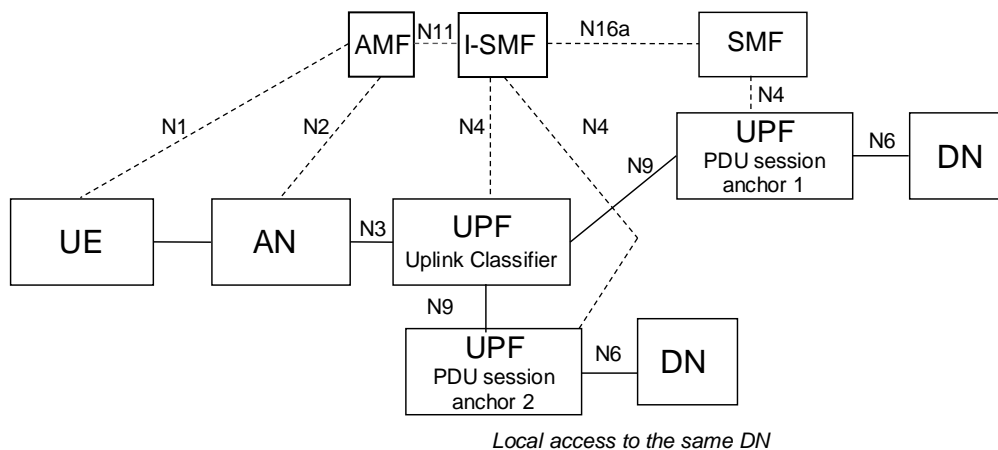 AMF
N11
I-SMF
N16a
SMF
N1
N2
N4
N4
N4
UPF
PDU session
anchor 1
N6
DN
N9
UE
AN
N3
UPF
Uplink Classifier
N9
UPF
PDU session
anchor 2
N6
DN
Local access to the same DN